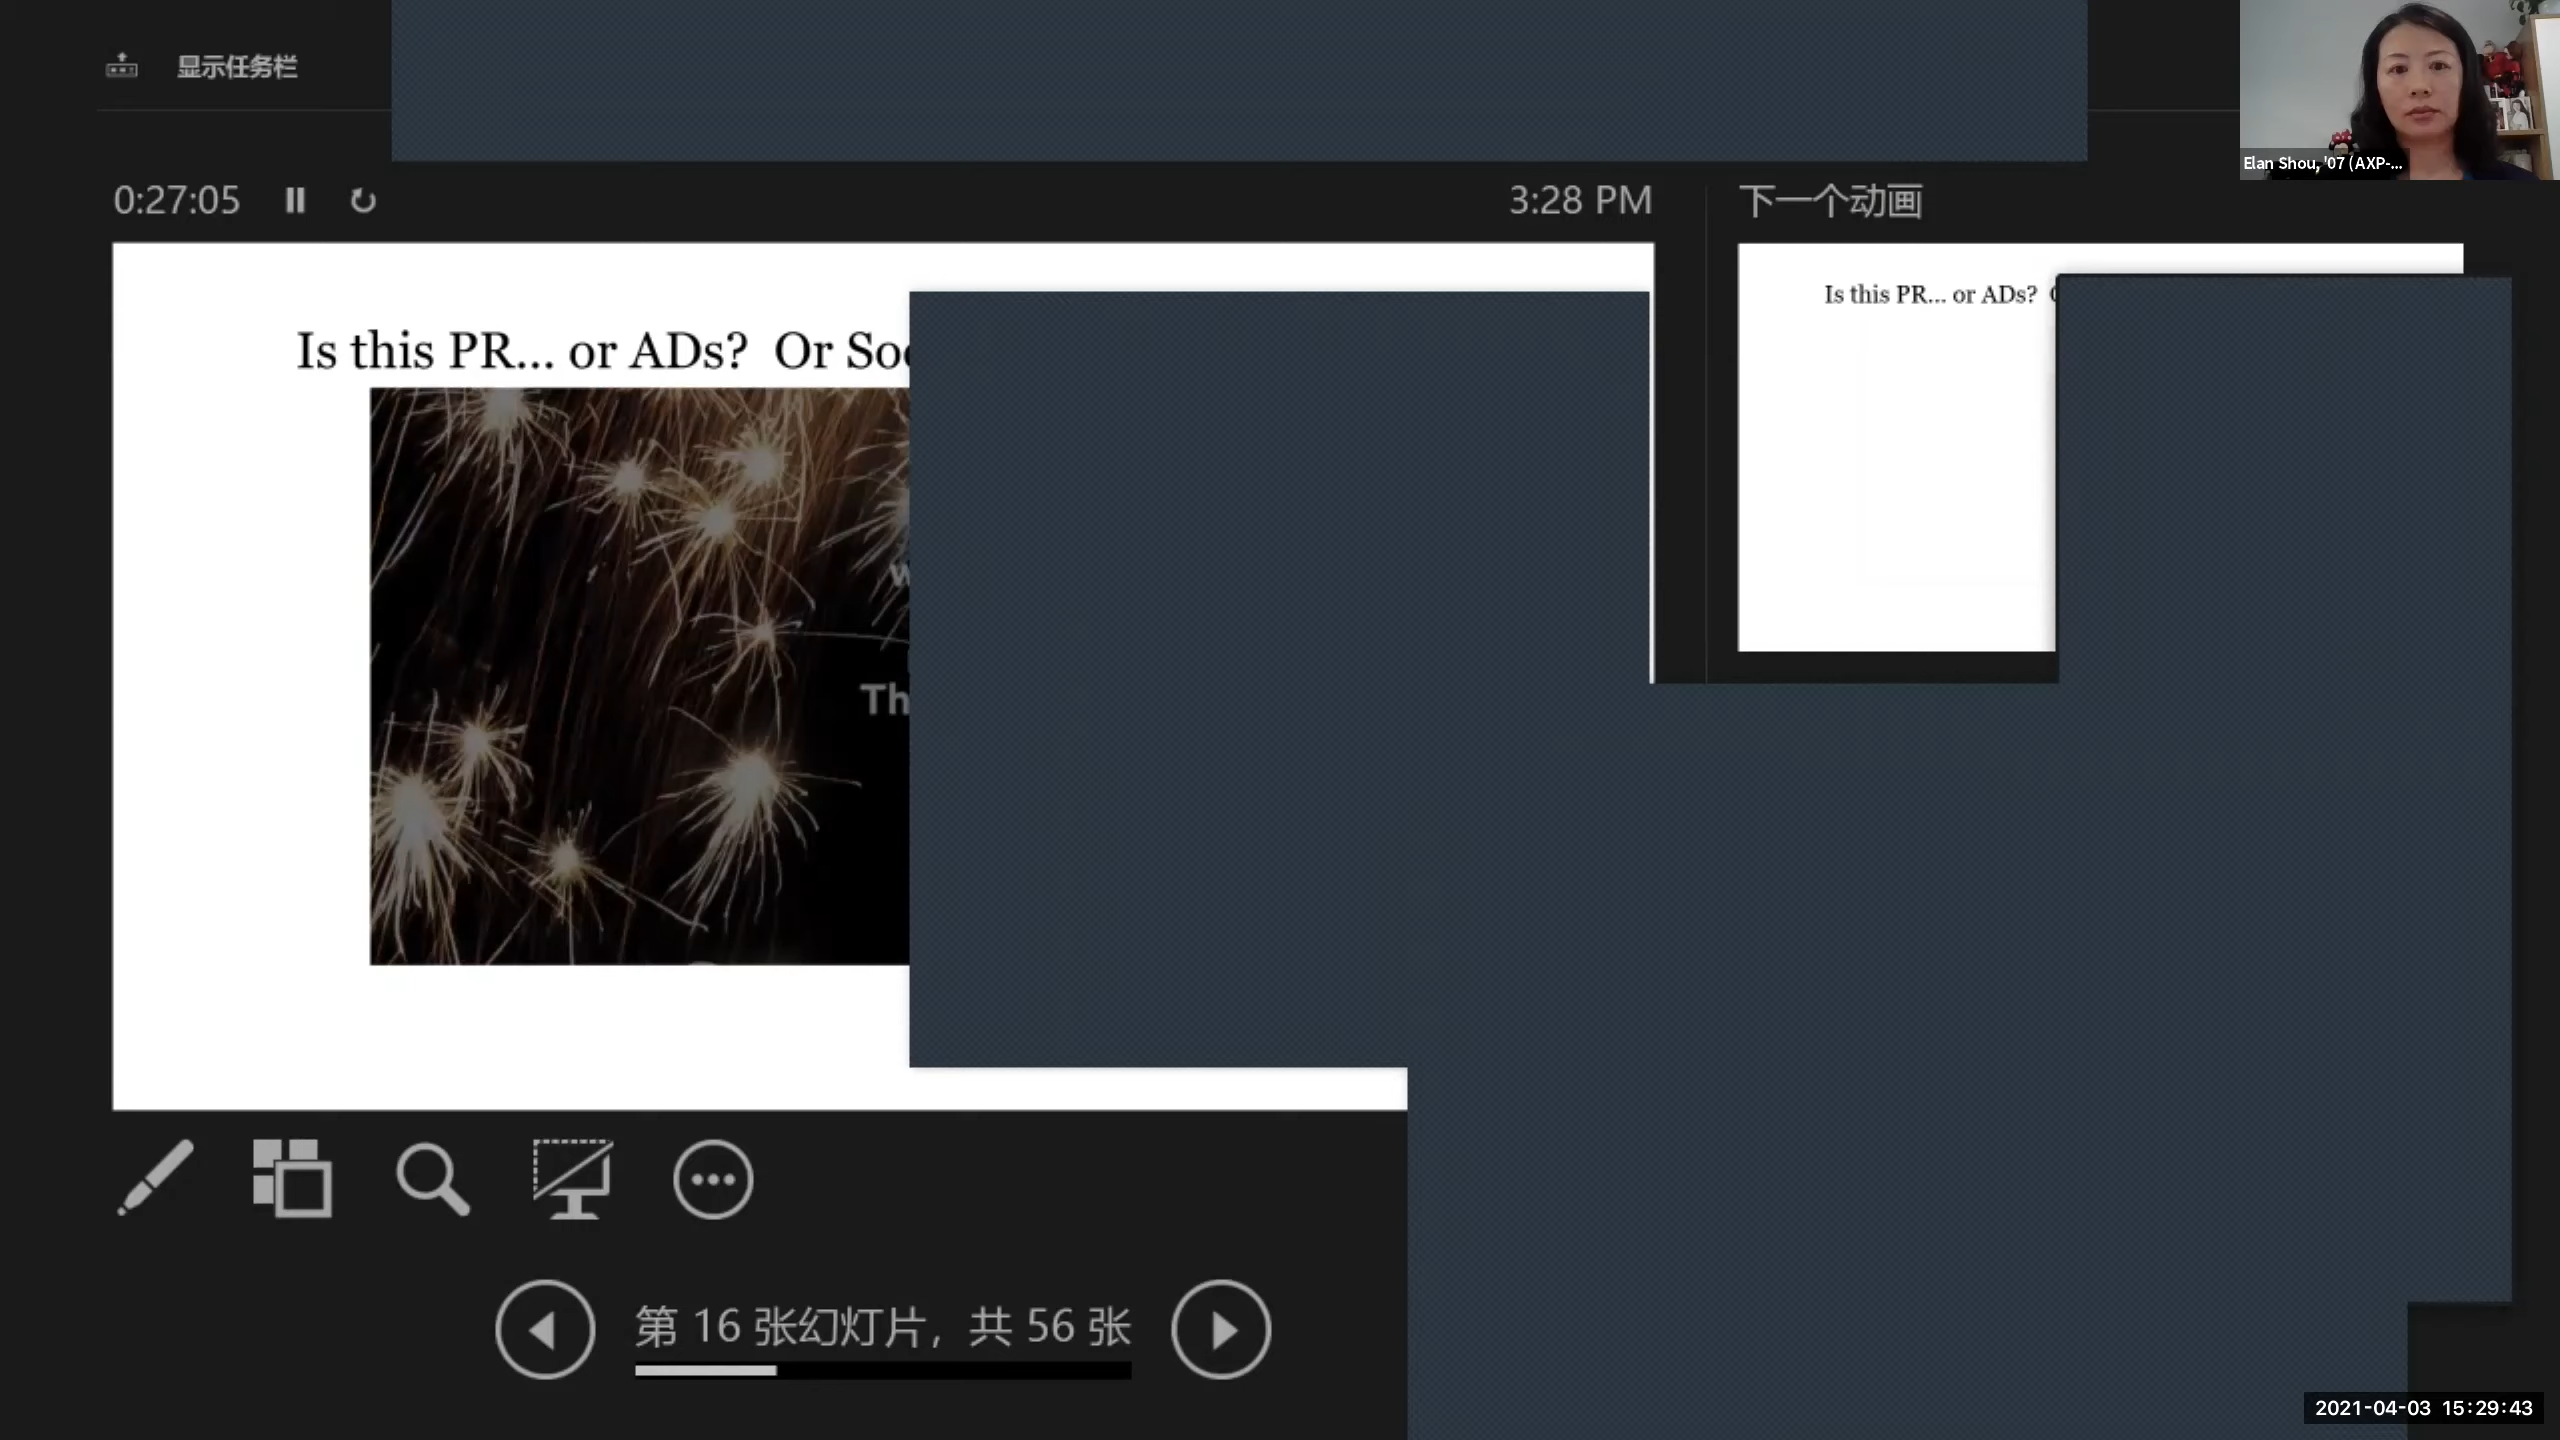 显示任务栏
Elan Shou, '07 (AXP-...
0:27:05
3:28 PM
下一个动画
Is this PR... or ADs? Or Soc
Is this PR... or ADs?
w
Th
第 16 张幻灯片，共 56 张
2021-04-03 15:29:43